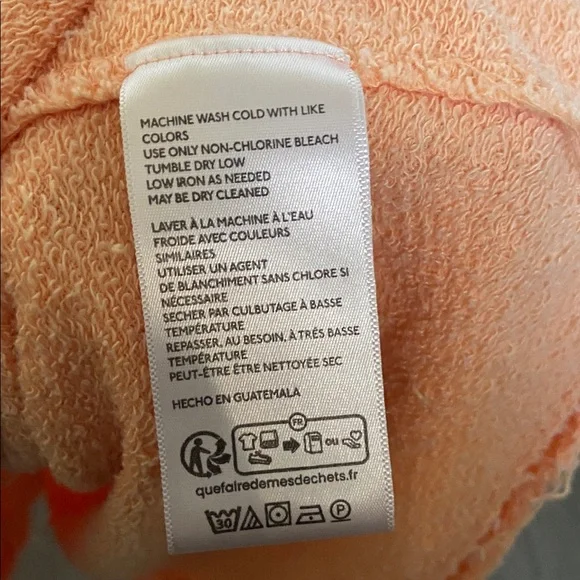 MACHINE WASH COLD WITH LIKE
COLORS
USE ONLY NON-CHLORINE BLEACH
TUMBLE DRY LOW
LOW IRON AS NEEDED
MAY BE DRY CLEANED
LAVER À LA MACHINE À L'EAU
FROIDE AVEC COULEURS
SIMILAIRES
UTILISER UN AGENT
DE BLANCHIMENT SANS CHLORE SI
NÉCESSAIRE
SECHER PAR CULBUTAGE À BASSE
TEMPÉRATURE
REPASSER, AU BESOIN, À TRÉS BASSE
TEMPÉRATURE
PEUT-ÊTRE ÊTRE NETTOYÉE SEC
HECHO EN GUATEMALA
FR
OU
quefairedemesdechets.fr
30 P